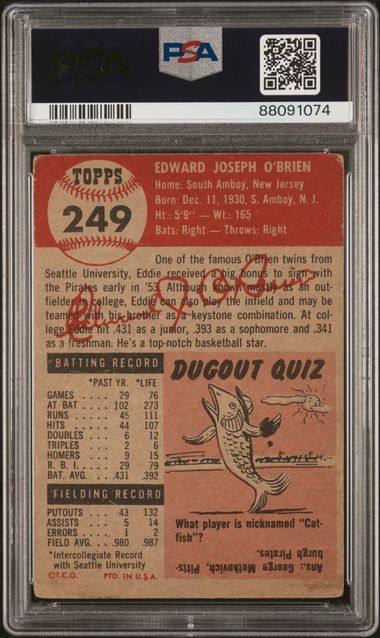 PSA
PSA
88091074
TOPPS
249
EDWARD JOSEPH O'BRIEN
Home: South Amboy, New Jersey
Born: Dec. 11, 1930, S. Amboy, N. J.
Ht: 5'9" — Wt.: 165
Bats: Right — Throws: Right
One of the famous O'Brien twins from
Seattle University, Eddie received a big bonus to sign with
the Pirates early in '53. Although known mostly as an out-
fielder in college, Eddie can also play the infield and may be
teamed with his brother as a keystone combination. At col-
lege Eddie hit .431 as a junior, .393 as a sophomore and .341
as a freshman. He's a top-notch basketball star.
Edward J. O'Brien
BATTING RECORD
*PAST YR. *LIFE
GAMES . . . . 29 76
AT BAT . . . . 102 273
RUNS . . . . 45 111
HITS . . . . 44 107
DOUBLES . . . 6 12
TRIPLES . . . 2 6
HOMERS . . . 9 15
R. B. I. . . . . 29 79
BAT. AVG. . . .431 .392
FIELDING RECORD
PUTOUTS . . . 43 132
ASSISTS . . . 5 14
ERRORS . . . . 1 2
FIELD AVG. . . .980 .987
*Intercollegiate Record
with Seattle University
©T.C.G. PTD. IN U.S.A.
DUGOUT QUIZ
What player is nicknamed "Cat-
fish"?
Ans.: George Metkovich, Pitts-
burgh Pirates.